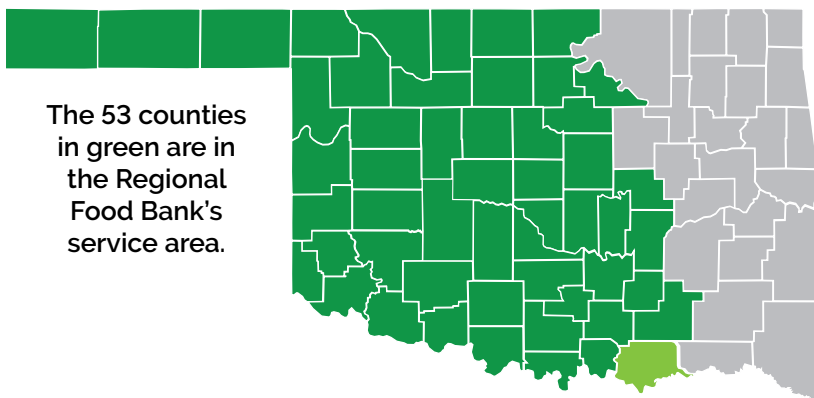 The 53 counties
in green are in
the Regional
Food Bank's
service area.